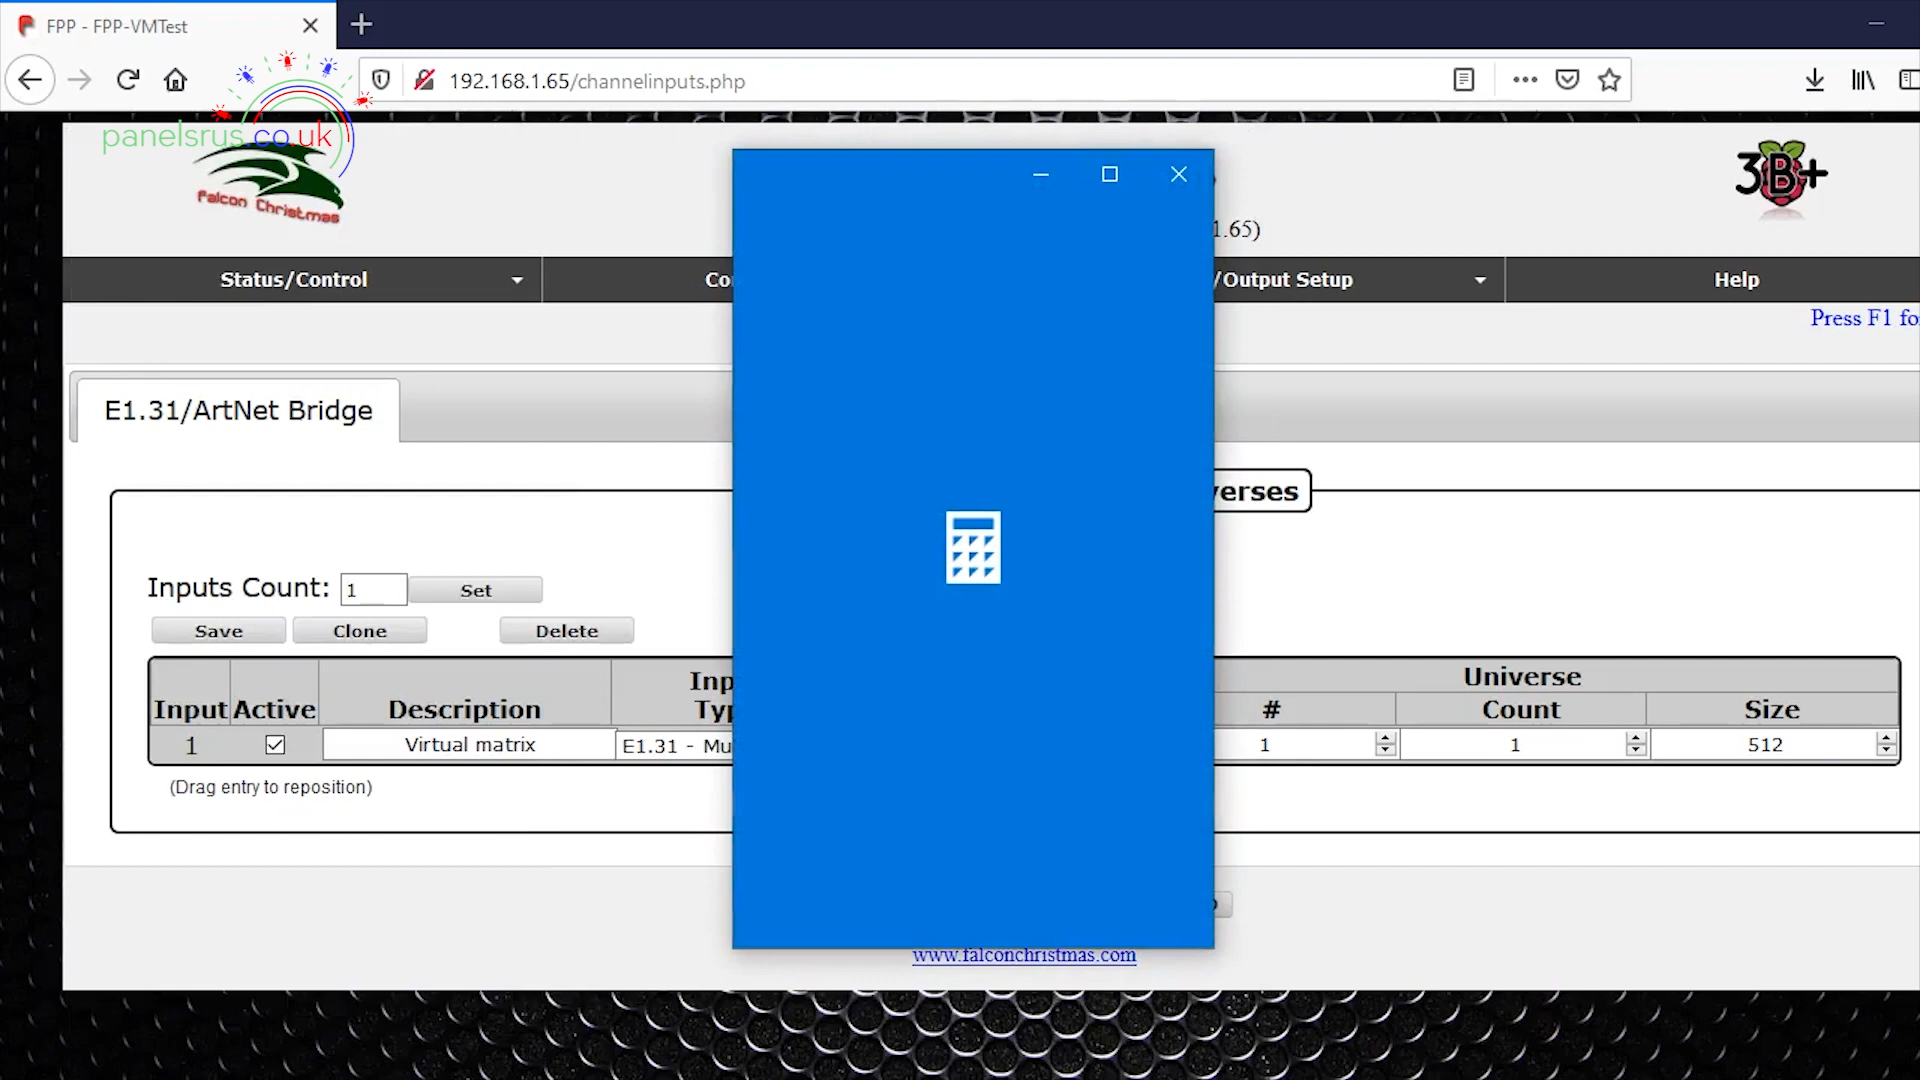 FPP - FPP-VMTest
192.168.1.65/channelinputs.php
panelsrus.co.uk
Falcon Christmas
3B+
1.65)
Status/Control
Co
/Output Setup
Help
Press F1 fo
E1.31/ArtNet Bridge
verses
Inputs Count: 1 Set
Save Clone Delete
Inp Universe
Input Active Description Typ # Count Size
1 Virtual matrix E1.31 - Mu 1 1 512
(Drag entry to reposition)
www.falconchristmas.com